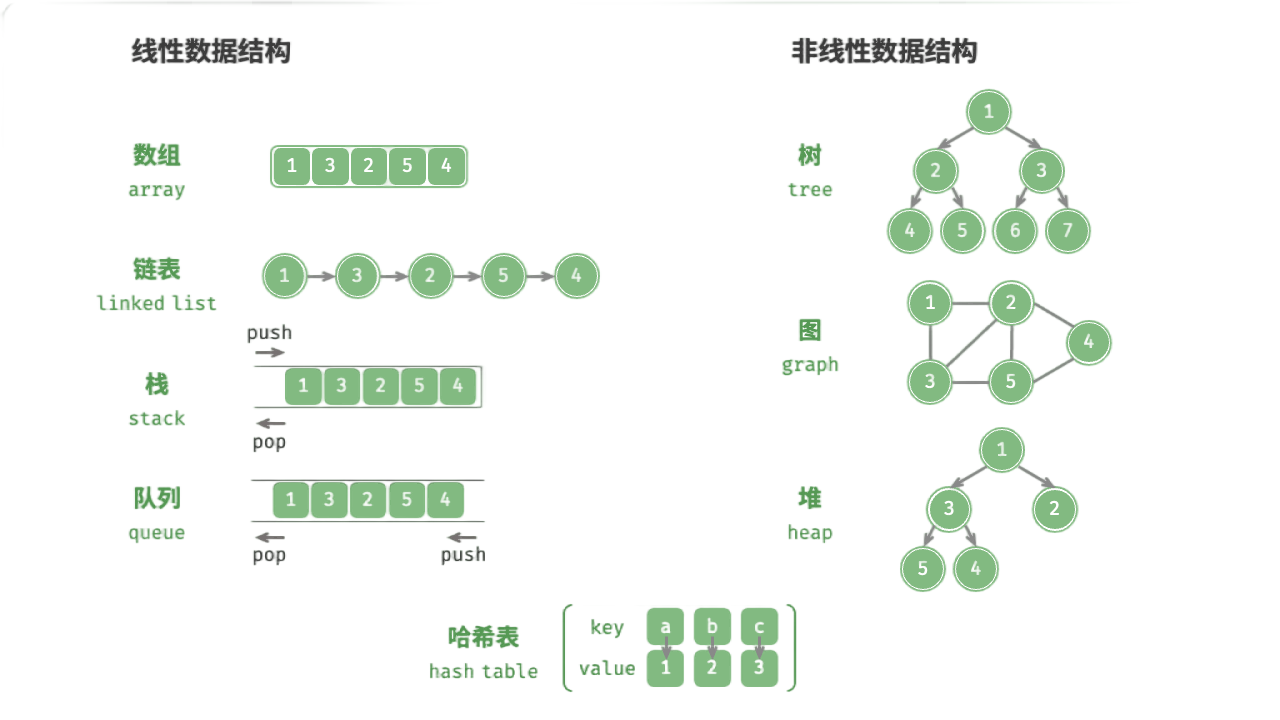 线性数据结构
数组
array
1 3 2 5 4
链表
linked list
1 3 2 5 4
栈
stack
push
1 3 2 5 4
pop
队列
queue
1 3 2 5 4
pop push
非线性数据结构
树
tree
1
2 3
4 5 6 7
图
graph
1 2
4
3 5
堆
heap
1
3 2
5 4
哈希表
hash table
key a b c
value 1 2 3